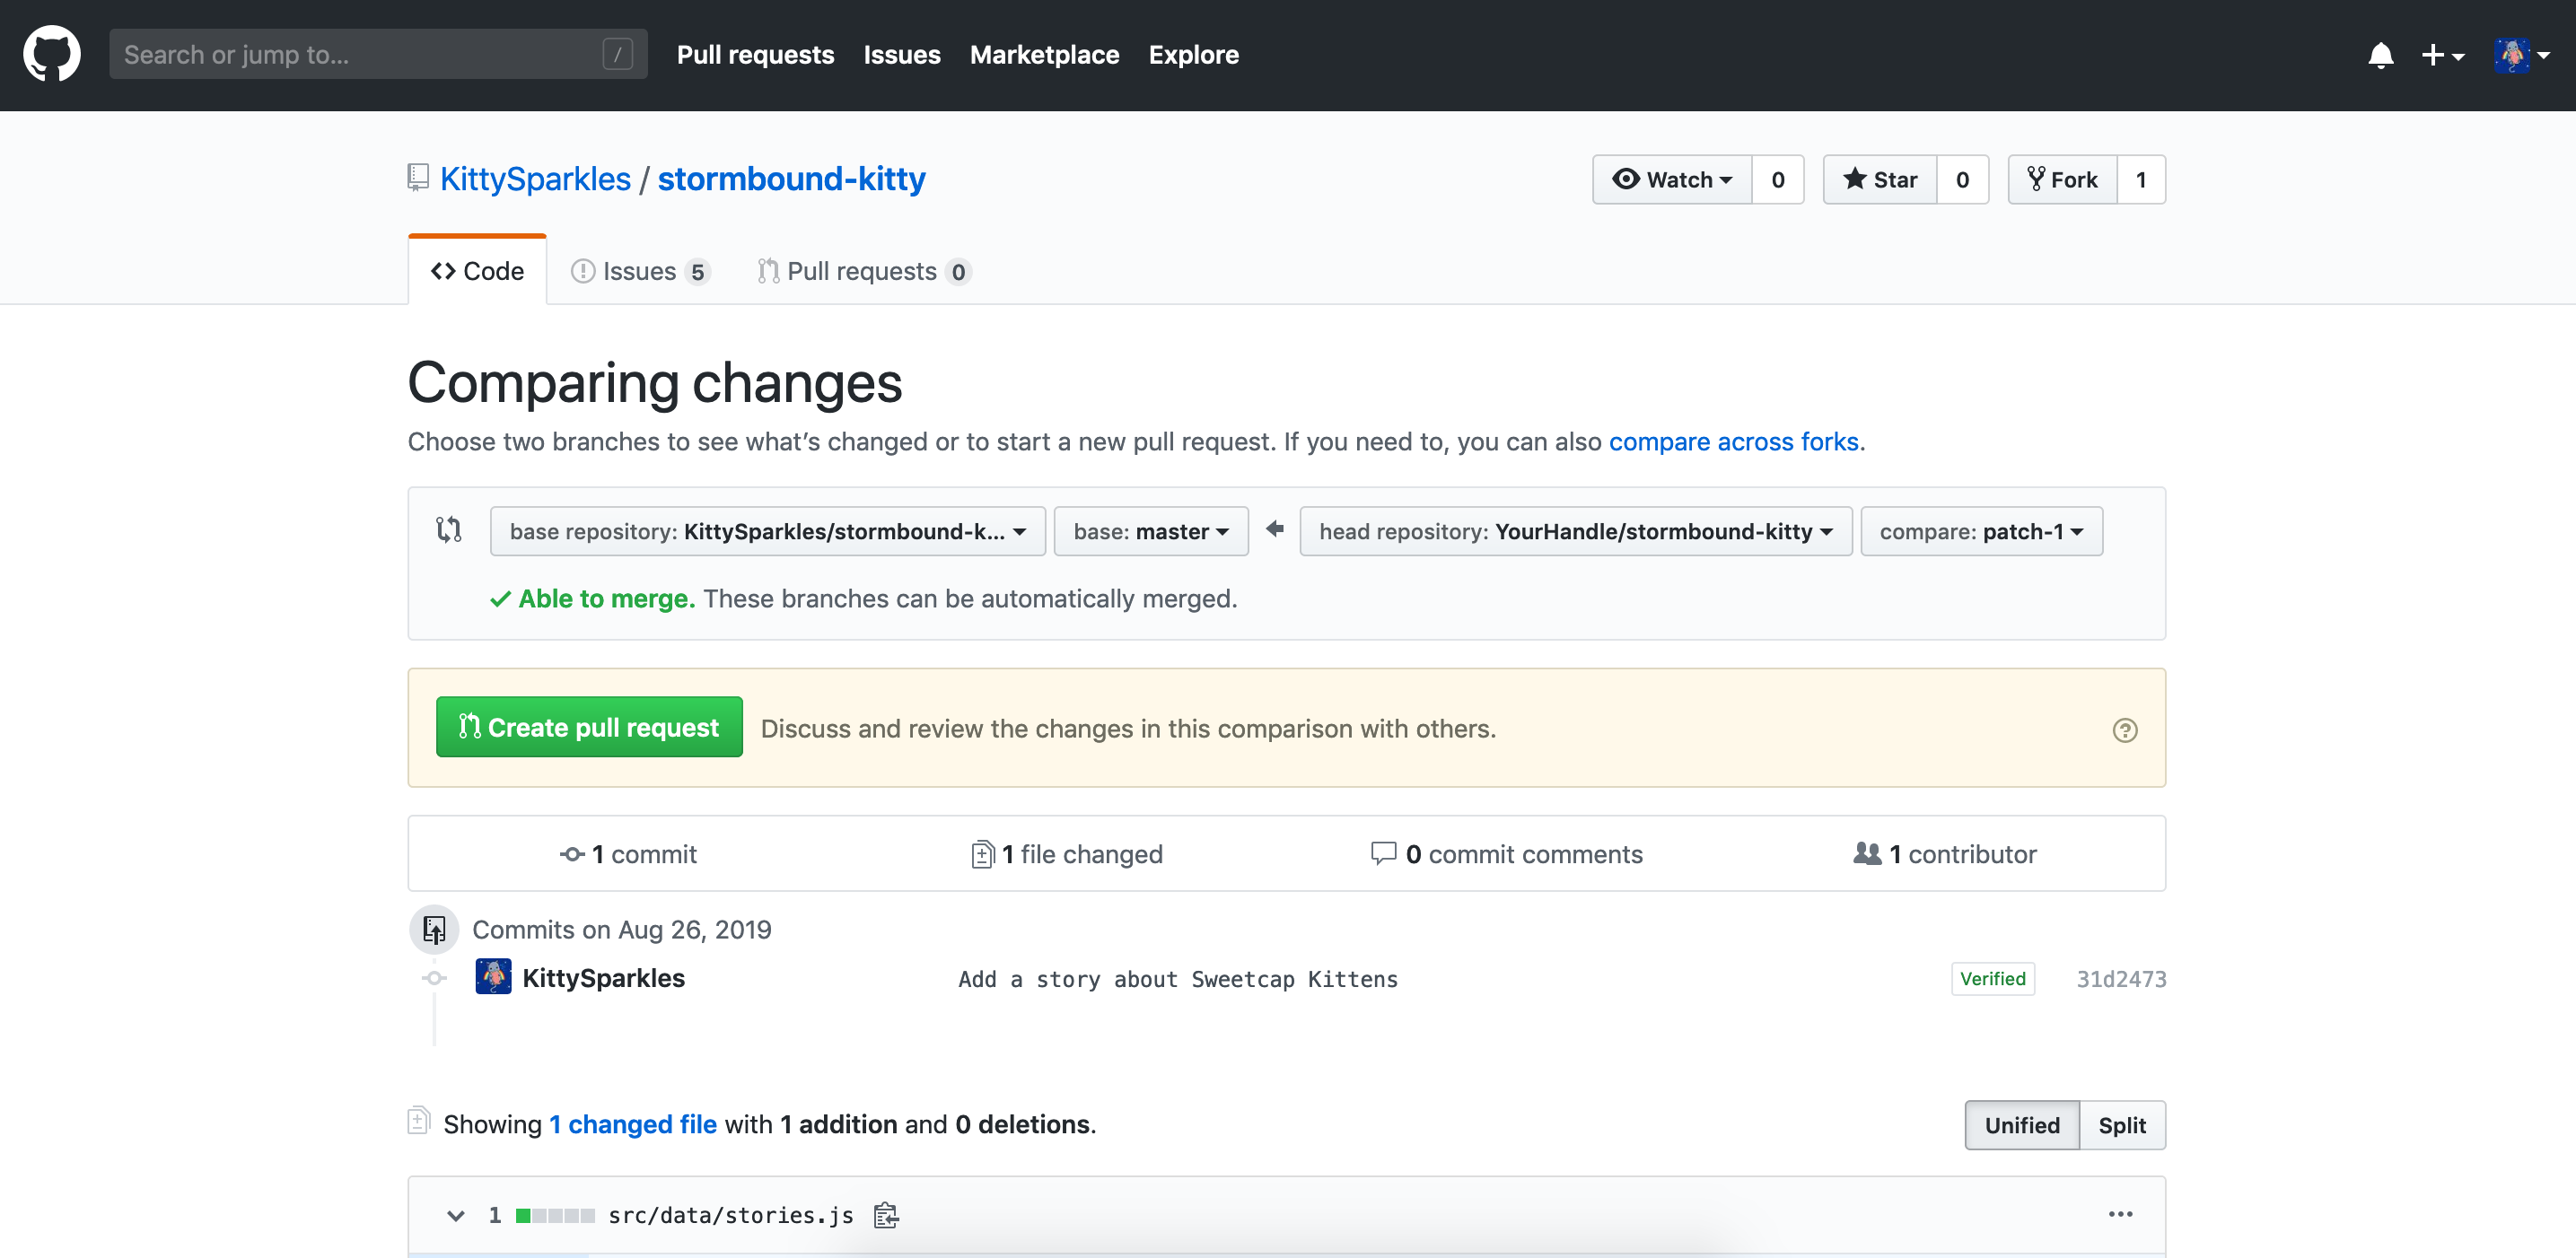 Search or jump to... /
Pull requests Issues Marketplace Explore
KittySparkles / stormbound-kitty
Watch 0 Star 0 Fork 1
Code Issues 5 Pull requests 0
Comparing changes
Choose two branches to see what’s changed or to start a new pull request. If you need to, you can also compare across forks.
base repository: KittySparkles/stormbound-k... base: master head repository: YourHandle/stormbound-kitty compare: patch-1
Able to merge. These branches can be automatically merged.
Create pull request Discuss and review the changes in this comparison with others.
1 commit 1 file changed 0 commit comments 1 contributor
Commits on Aug 26, 2019
KittySparkles Add a story about Sweetcap Kittens Verified 31d2473
Showing 1 changed file with 1 addition and 0 deletions.
Unified Split
1 src/data/stories.js